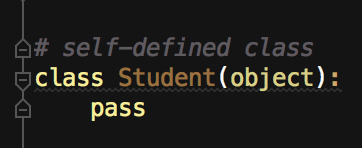 # self-defined class
class Student(object):
    pass